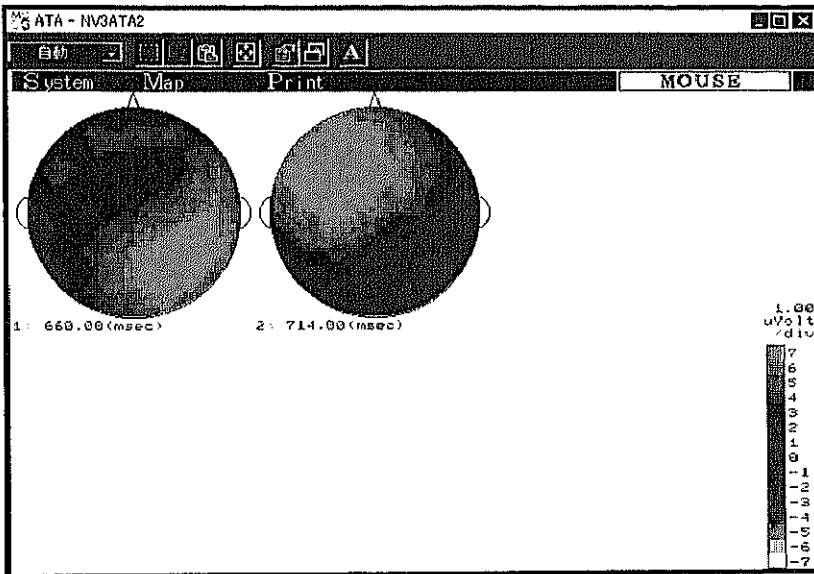 ATA - NV3ATA2
自動
A
System Map Print MOUSE
1: 660.00(msec) 2: 714.00(msec)
1.00
uVolt
/div
7
6
5
4
3
2
1
0
-1
-2
-3
-4
-5
-6
-7